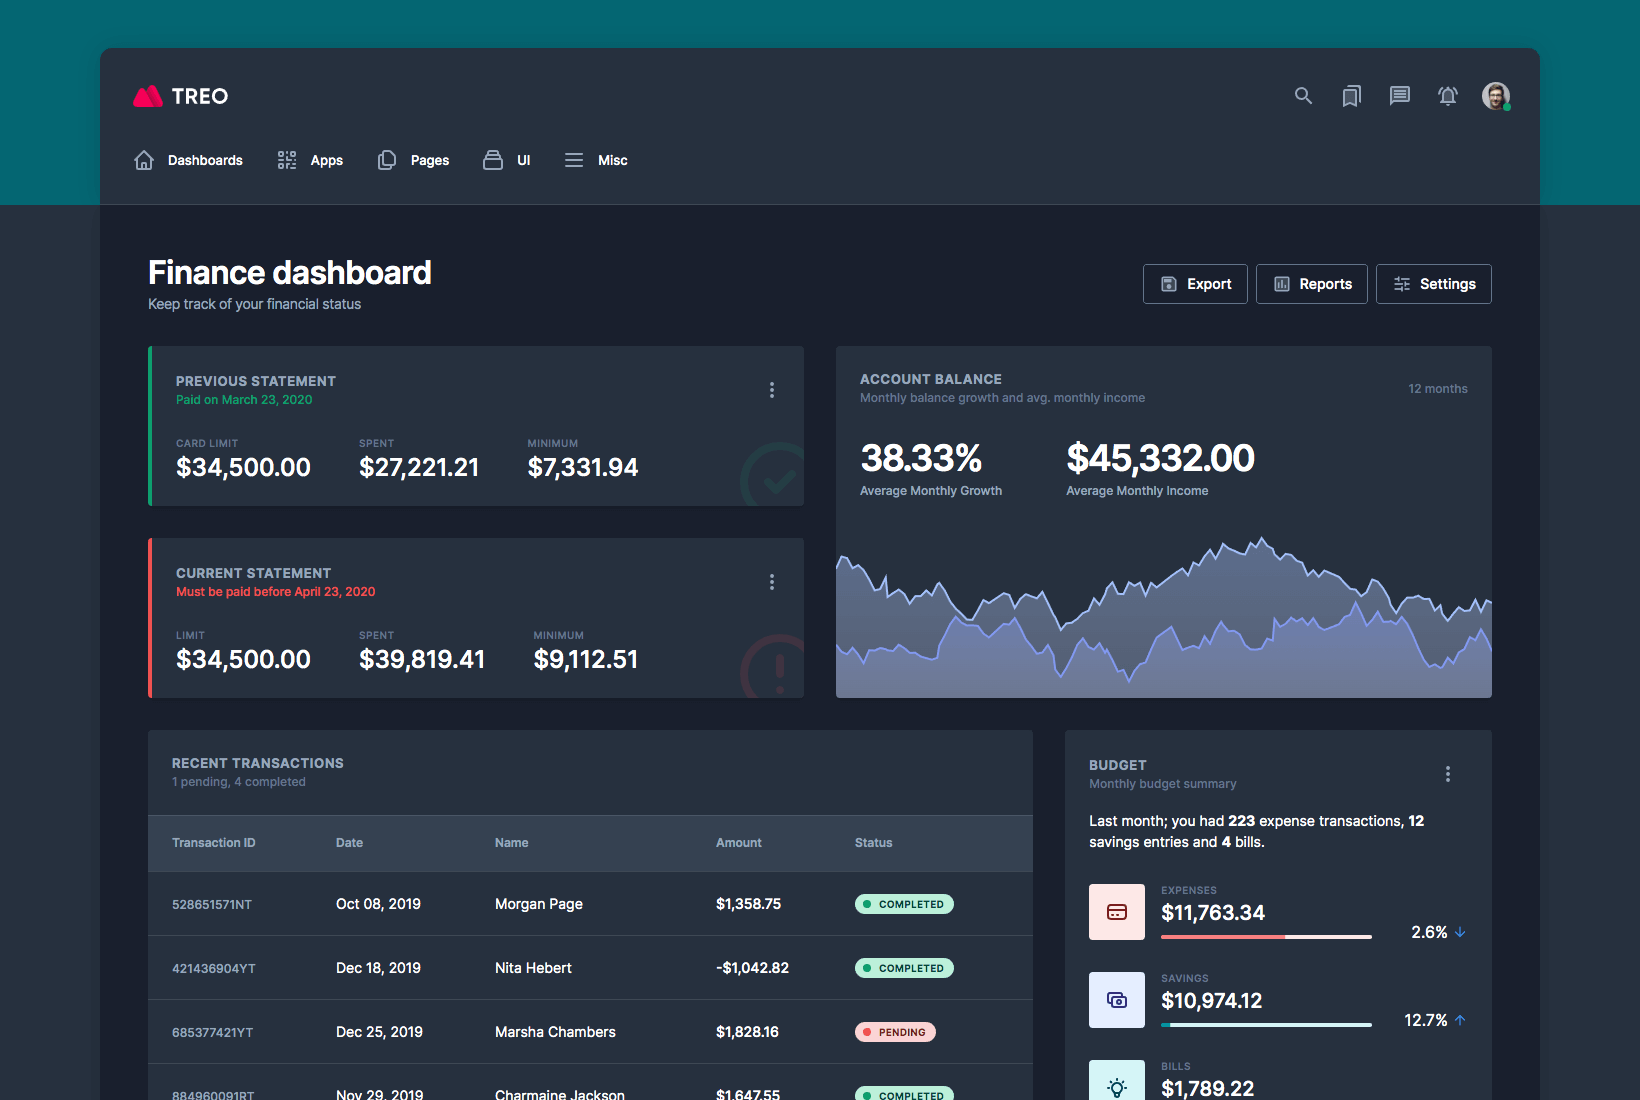 TREO
Dashboards Apps Pages UI Misc
Finance dashboard
Keep track of your financial status
Export Reports Settings
PREVIOUS STATEMENT
Paid on March 23, 2020
CARD LIMIT SPENT MINIMUM
$34,500.00 $27,221.21 $7,331.94
CURRENT STATEMENT
Must be paid before April 23, 2020
LIMIT SPENT MINIMUM
$34,500.00 $39,819.41 $9,112.51
ACCOUNT BALANCE
Monthly balance growth and avg. monthly income
12 months
38.33% $45,332.00
Average Monthly Growth Average Monthly Income
RECENT TRANSACTIONS
1 pending, 4 completed
Transaction ID Date Name Amount Status
528651571NT Oct 08, 2019 Morgan Page $1,358.75 COMPLETED
421436904YT Dec 18, 2019 Nita Hebert -$1,042.82 COMPLETED
685377421YT Dec 25, 2019 Marsha Chambers $1,828.16 PENDING
884960091RT Nov 29, 2019 Charmaine Jackson $1,647.55 COMPLETED
BUDGET
Monthly budget summary
Last month; you had 223 expense transactions, 12
savings entries and 4 bills.
EXPENSES
$11,763.34
2.6%
SAVINGS
$10,974.12
12.7%
BILLS
$1,789.22